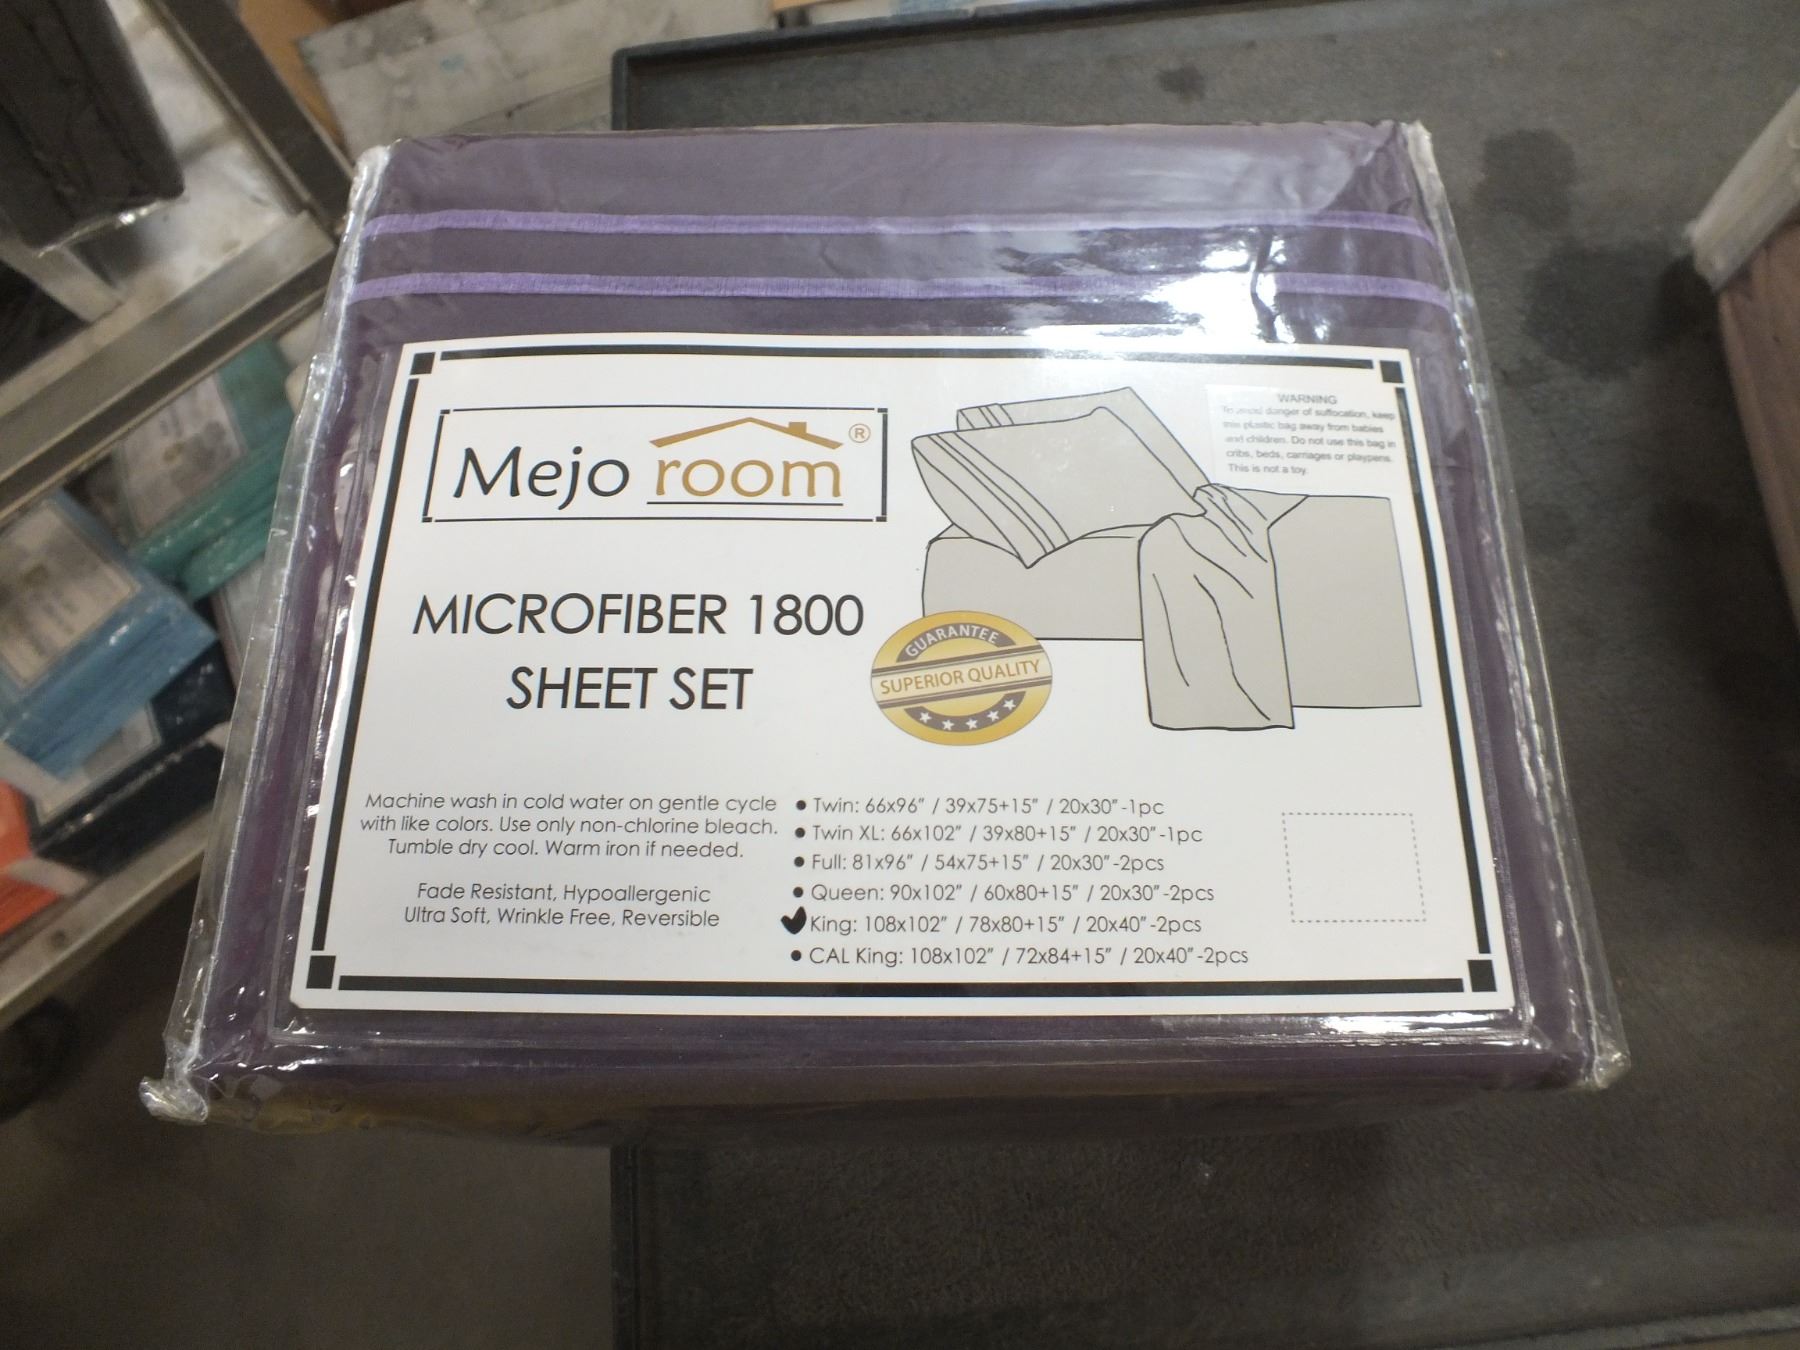 Mejo room®
MICROFIBER 1800
SHEET SET
GUARANTEE
SUPERIOR QUALITY
WARNING
To avoid danger of suffocation, keep
this plastic bag away from babies
and children. Do not use this bag in
cribs, beds, carriages or playpens.
This is not a toy.
Machine wash in cold water on gentle cycle
with like colors. Use only non-chlorine bleach.
Tumble dry cool. Warm iron if needed.
Fade Resistant, Hypoallergenic
Ultra Soft, Wrinkle Free, Reversible
• Twin: 66x96” / 39x75+15” / 20x30”-1pc
• Twin XL: 66x102” / 39x80+15” / 20x30”-1pc
• Full: 81x96” / 54x75+15” / 20x30”-2pcs
• Queen: 90x102” / 60x80+15” / 20x30”-2pcs
King: 108x102” / 78x80+15” / 20x40”-2pcs
• CAL King: 108x102” / 72x84+15” / 20x40”-2pcs